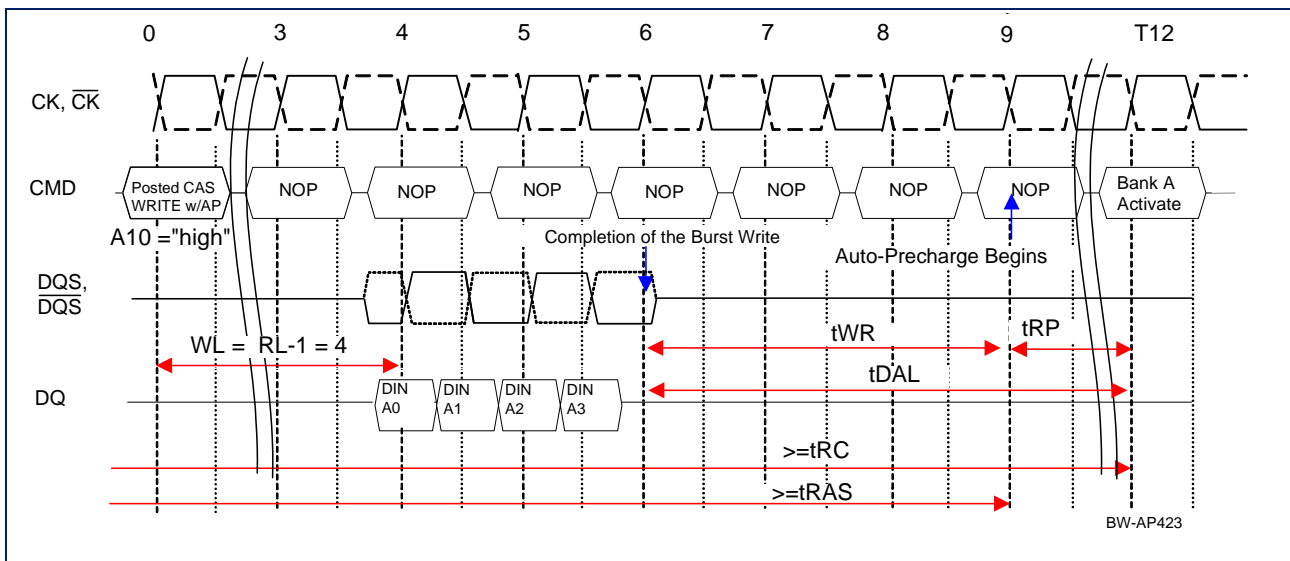 0 3 4 5 6 7 8 9 T12
CK, CK
CMD
Posted CAS
WRITE w/AP
NOP NOP NOP NOP NOP NOP NOP
Bank A
Activate
A10 ="high"
Completion of the Burst Write
Auto-Precharge Begins
DQS,
DQS
WL = RL-1 = 4
tWR
tRP
tDAL
DQ
DIN
A0
DIN
A1
DIN
A2
DIN
A3
>=tRC
>=tRAS
BW-AP423